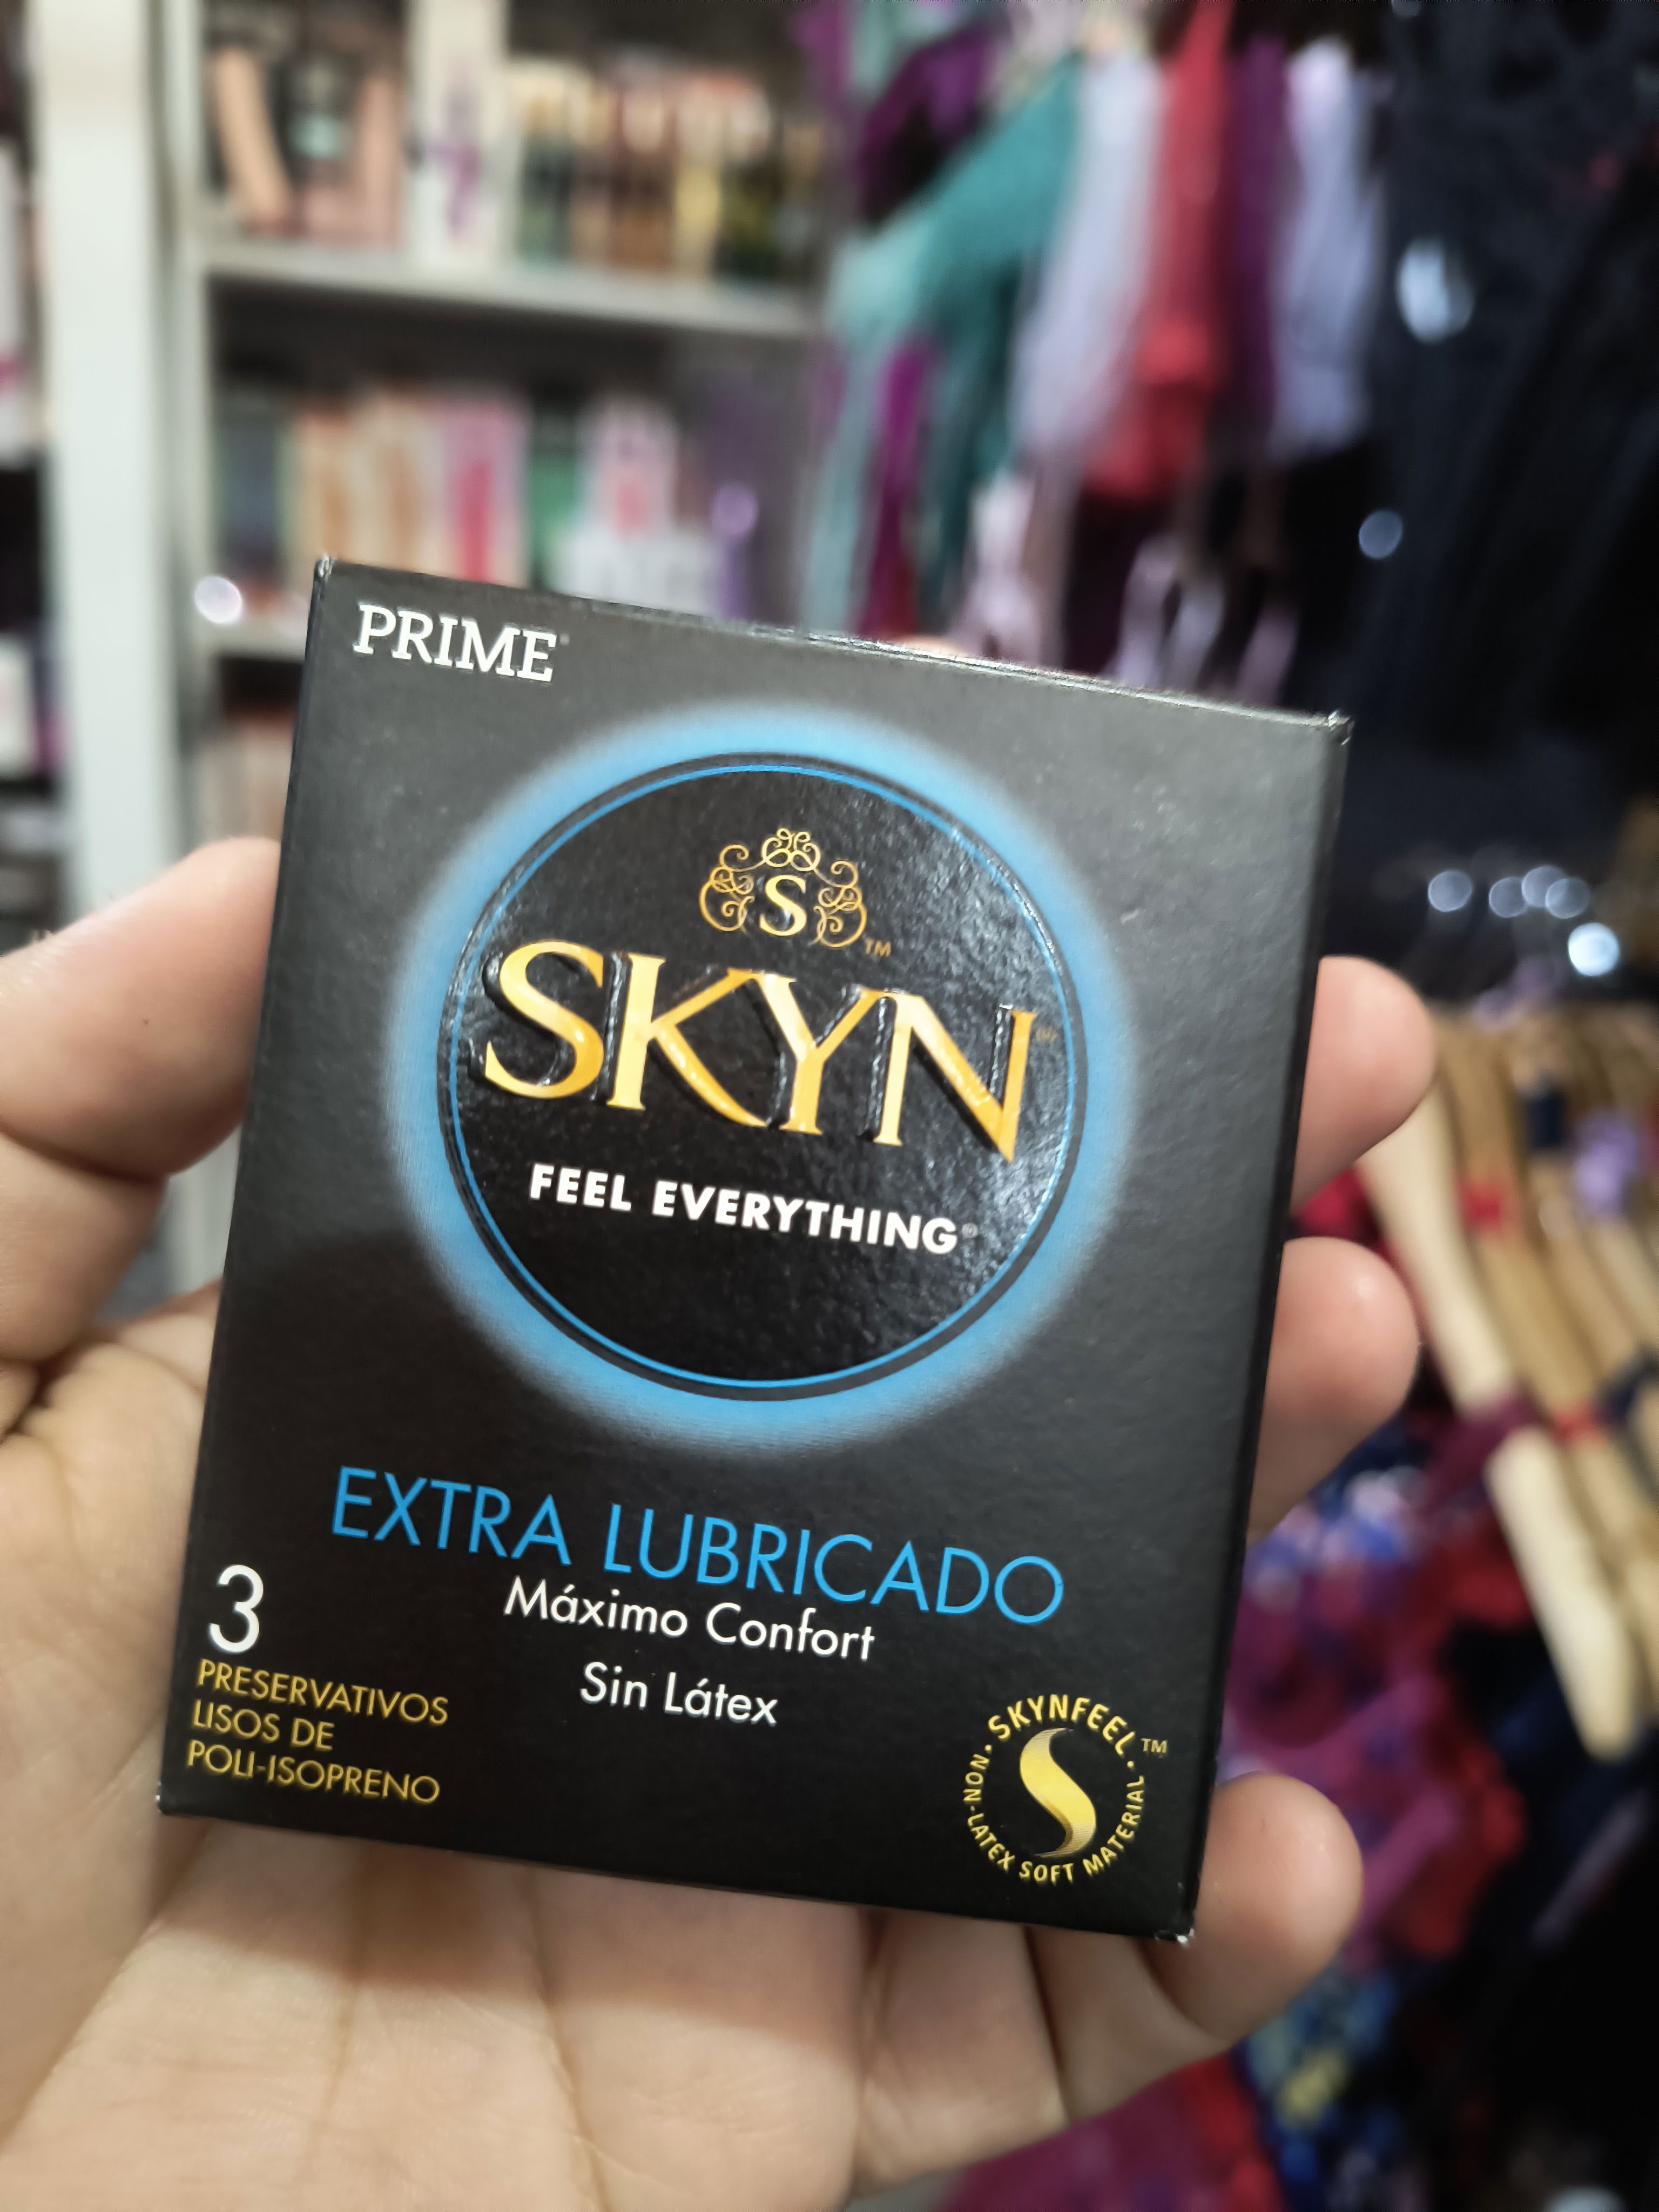 PRIME
S
SKYN
FEEL EVERYTHING®
EXTRA LUBRICADO
Máximo Confort
Sin Látex
3
PRESERVATIVOS
LISOS DE
POLI-ISOPRENO
• SKYNFEEL • ™
NON-LATEX SOFT MATERIAL